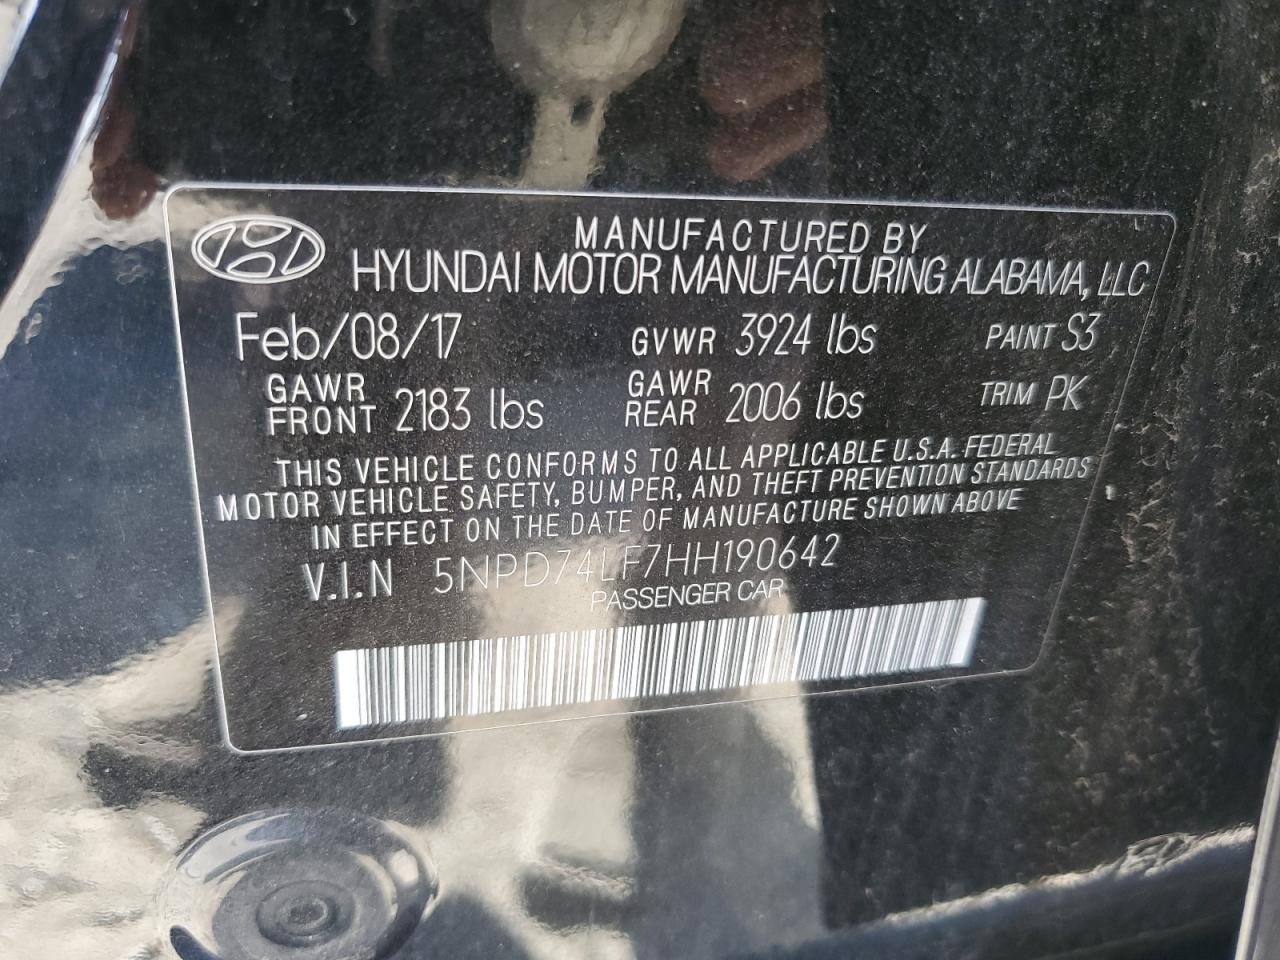 MANUFACTURED BY
HYUNDAI MOTOR MANUFACTURING ALABAMA, LLC
Feb/08/17 GVWR 3924 lbs PAINT S3
GAWR FRONT 2183 lbs GAWR REAR 2006 lbs TRIM PK
THIS VEHICLE CONFORMS TO ALL APPLICABLE U.S.A. FEDERAL
MOTOR VEHICLE SAFETY, BUMPER, AND THEFT PREVENTION STANDARDS
IN EFFECT ON THE DATE OF MANUFACTURE SHOWN ABOVE
V.I.N 5NPD74LF7HH190642
PASSENGER CAR